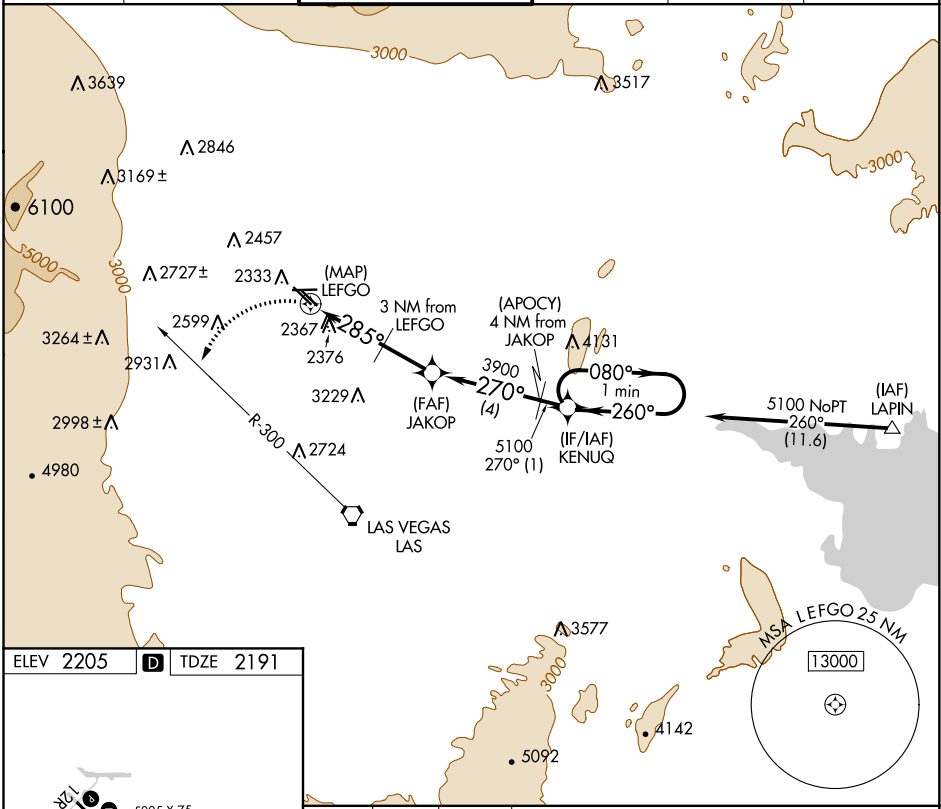 3000
3639
3517
2846
3169 ±
3000
6100
5000
3000
2457
2727 ±
2333
(MAP)
LEFGO
3 NM from
LEFGO
(APOCY)
4 NM from
JAKOP
2599
2367
2376
285°
3264 ±
2931
4131
3900
270°
(4)
080°
1 min
260°
(IAF)
LAPIN
5100 NoPT
260°
(11.6)
3229
(FAF)
JAKOP
5100
270° (1)
(IF/IAF)
KENUQ
2998 ±
R-300
2724
4980
LAS VEGAS
LAS
3577
3000
MSA LEFGO 25 NM
13000
4142
5092
ELEV 2205
D
TDZE 2191
12R
P